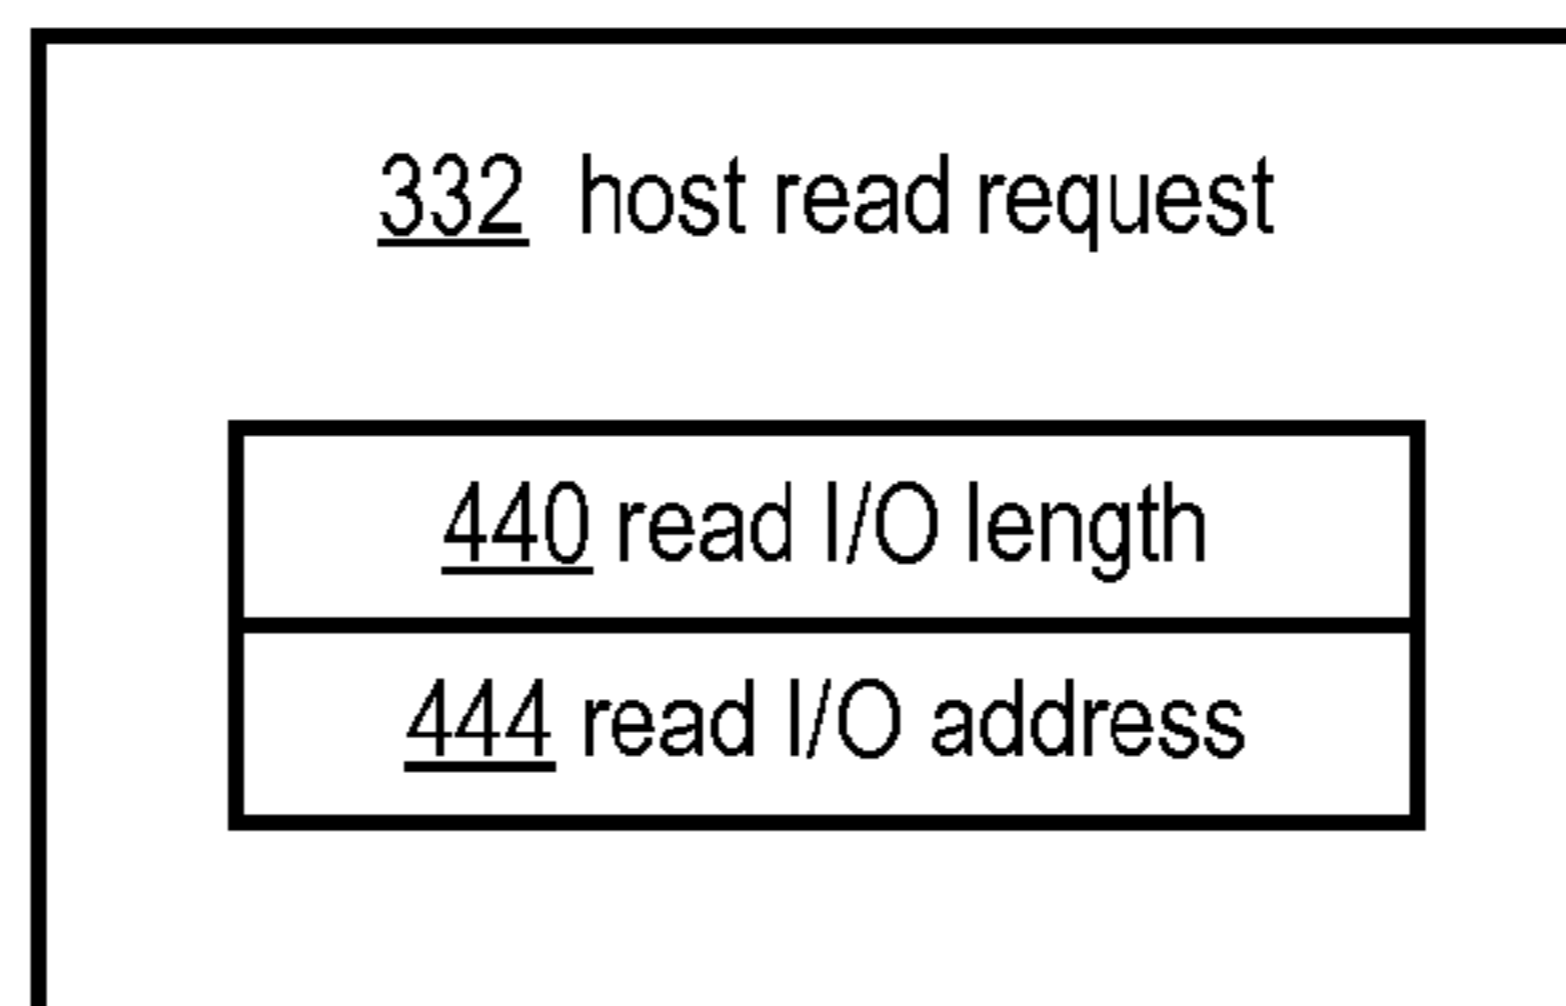 332 host read request
440 read I/O length
444 read I/O address